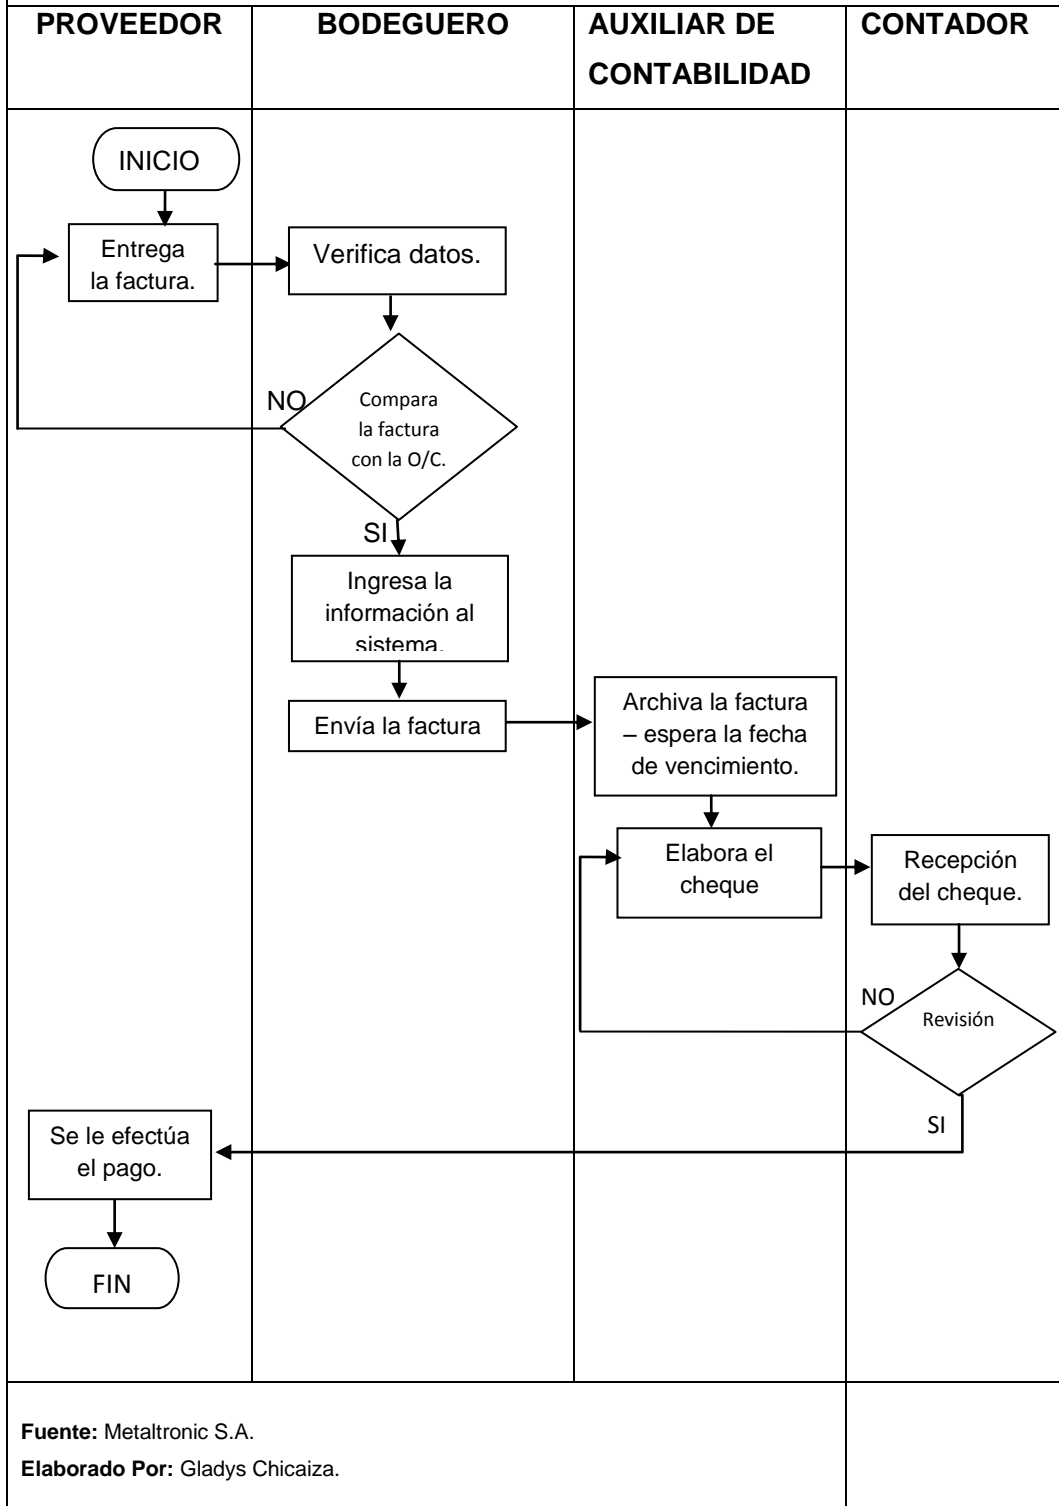 PROVEEDOR
BODEGUERO
AUXILIAR DE
CONTABILIDAD
CONTADOR
INICIO
Entrega
la factura.
Verifica datos.
NO
Compara
la factura
con la O/C.
SI
Ingresa la
información al
sistema.
Envía la factura
Archiva la factura
– espera la fecha
de vencimiento.
Elabora el
cheque
Recepción
del cheque.
NO
Revisión
SI
Se le efectúa
el pago.
FIN
Fuente: Metaltronic S.A.
Elaborado Por: Gladys Chicaiza.